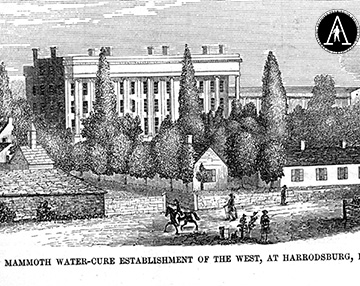 MAMMOTH WATER-CURE ESTABLISHMENT OF THE WEST, AT HARRODSBURG,